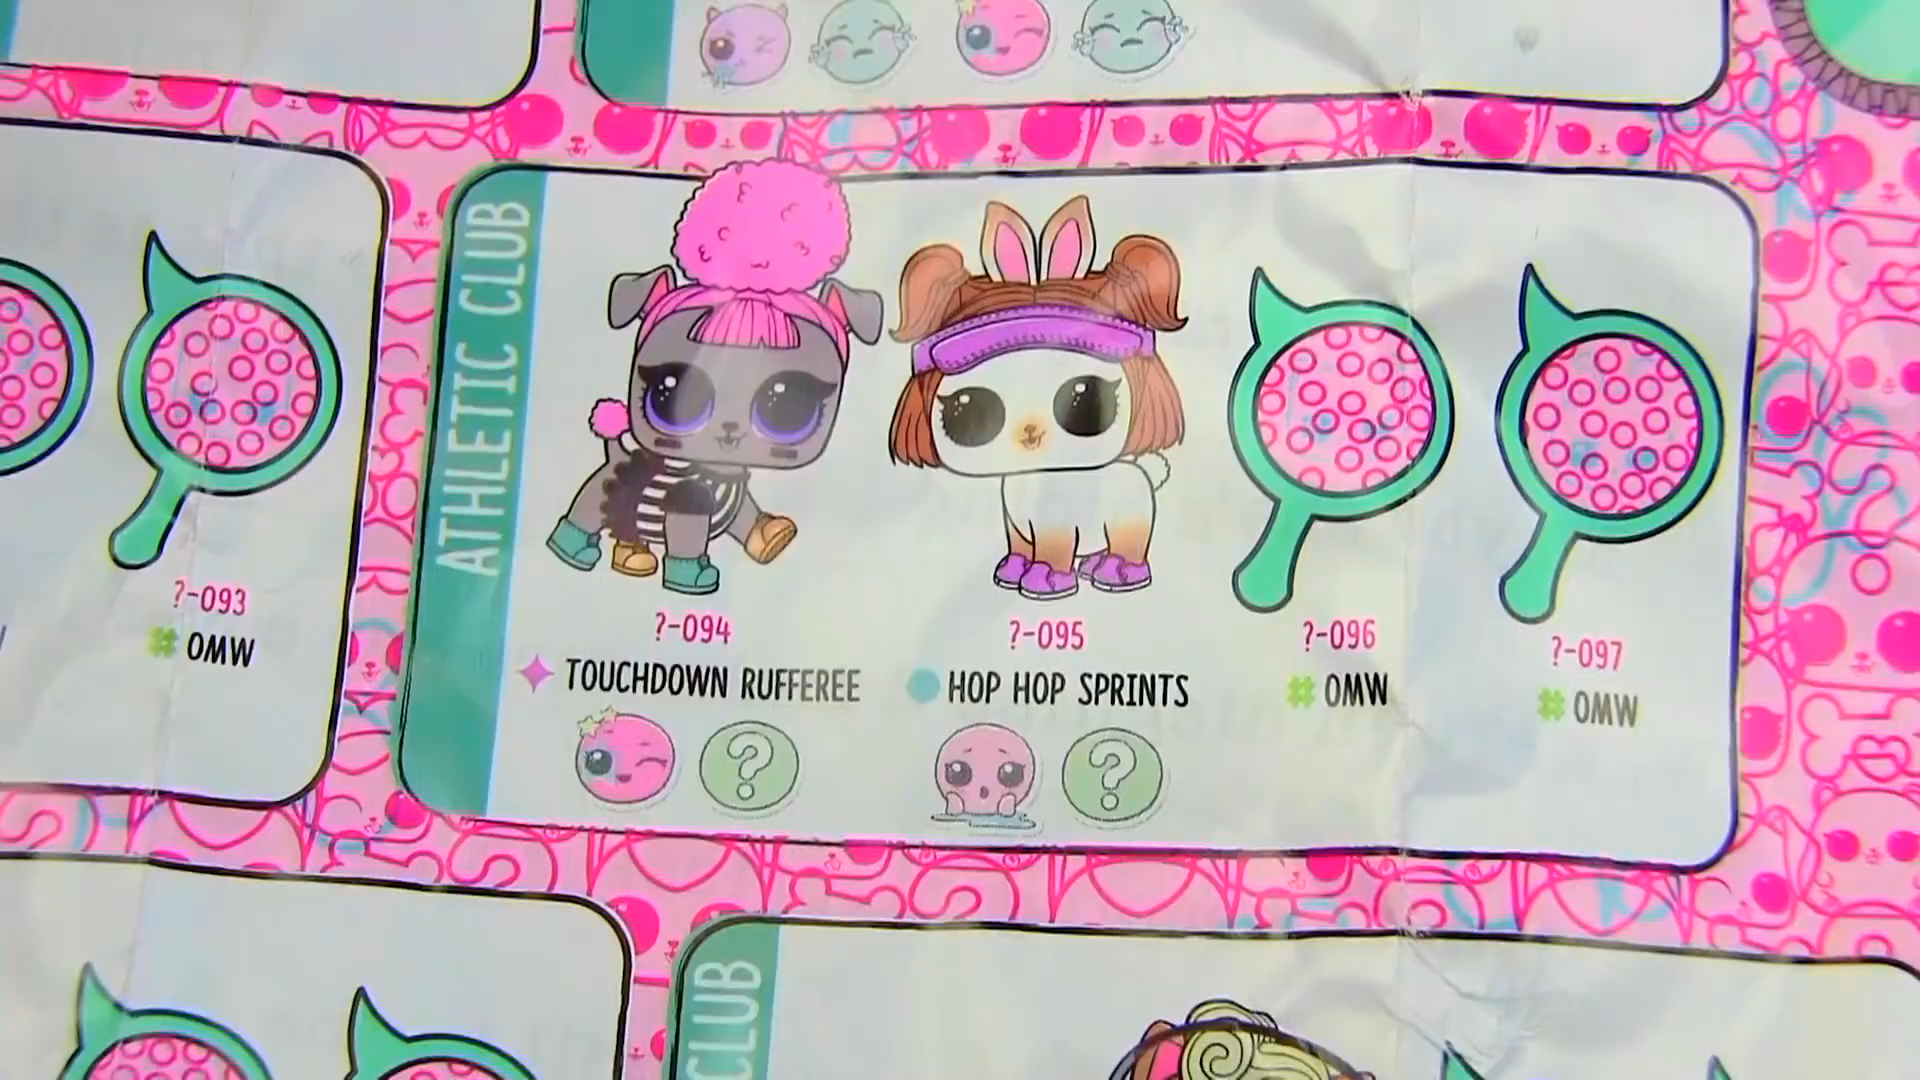 ?-093
# OMW
ATHLETIC CLUB
?-094
TOUCHDOWN RUFFEREE
?
?-095
HOP HOP SPRINTS
?
?-096
# OMW
?-097
# OMW
CLUB